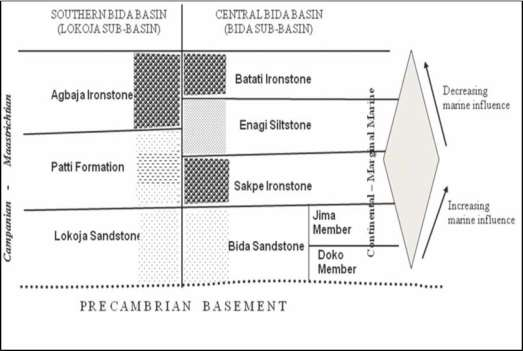 SOUTHERN BIDA BASIN
(LOKOJA SUB-BASIN)
CENTRAL BIDA BASIN
(BIDA SUB-BASIN)
Campanian - Maastrichtian
Agbaja Ironstone
Patti Formation
Lokoja Sandstone
Batati Ironstone
Enagi Siltstone
Sakpe Ironstone
Bida Sandstone
Jima
Member
Doko
Member
Continental – Marginal Marine
Decreasing
marine influence
Increasing
marine influence
PRECAMBRIAN BASEMENT